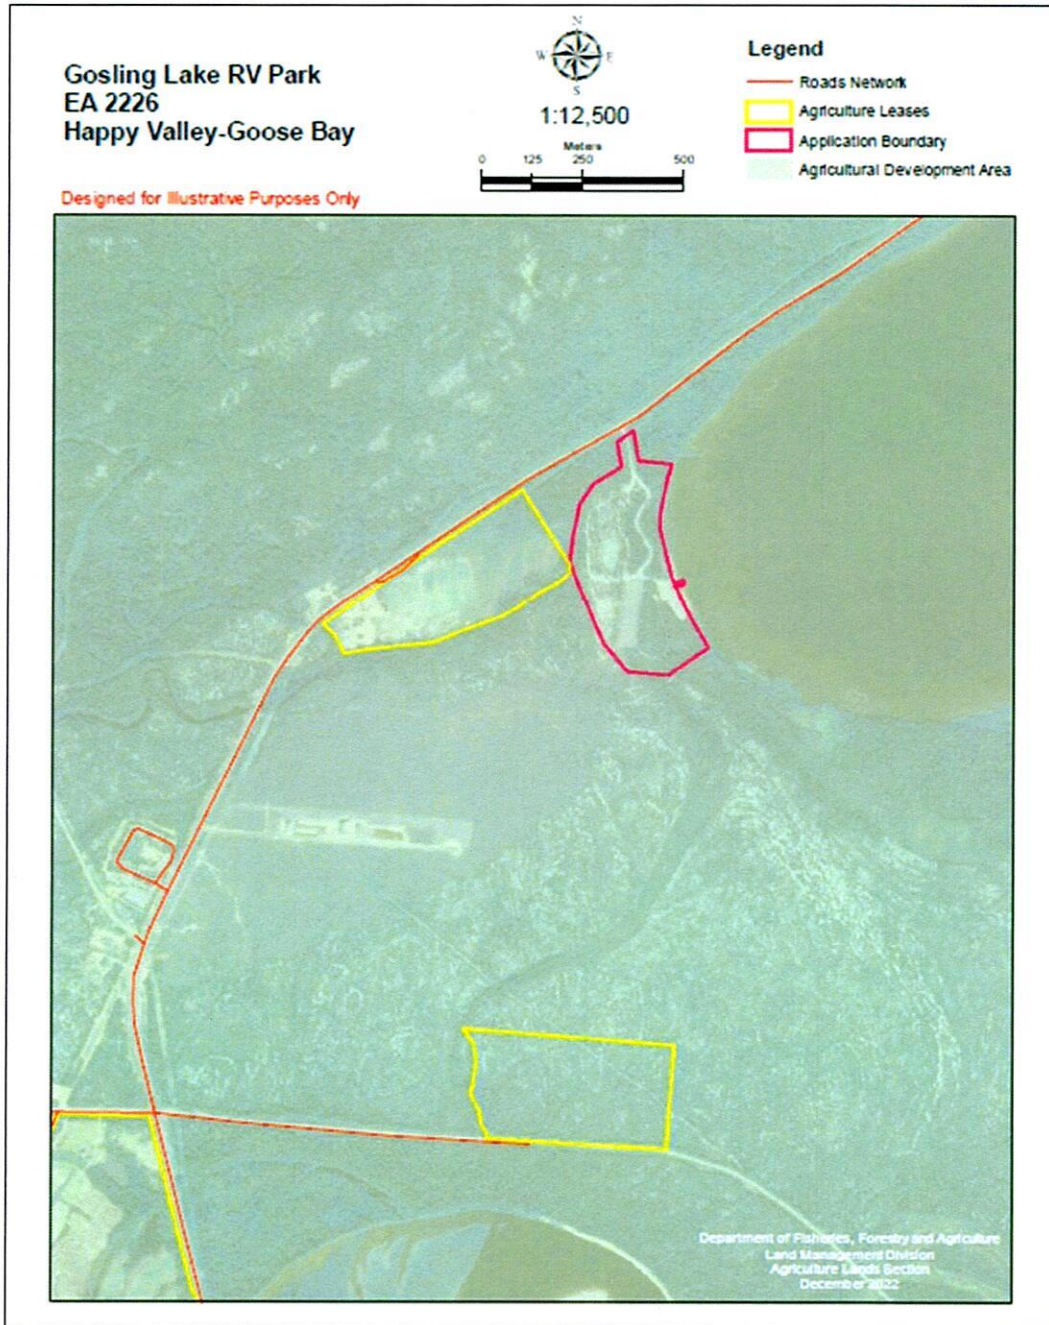 Gosling Lake RV Park
EA 2226
Happy Valley-Goose Bay
Designed for Illustrative Purposes Only
N
W E
S
1:12,500
Meters
0 125 250 500
Legend
Roads Network
Agriculture Leases
Application Boundary
Agricultural Development Area
Department of Fisheries, Forestry and Agriculture
Land Management Division
Agriculture Lands Section
December 2022